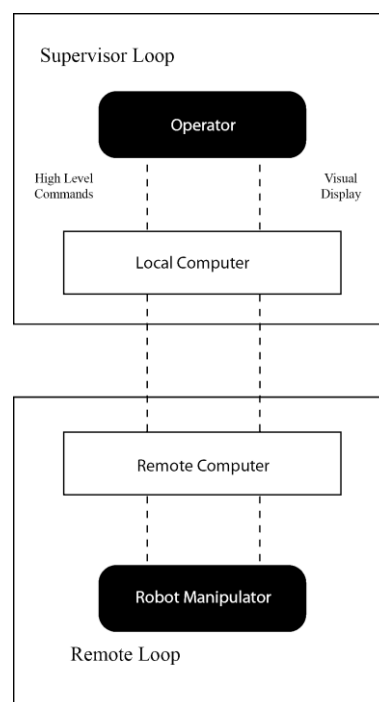 Supervisor Loop
Operator
High Level
Commands
Visual
Display
Local Computer
Remote Computer
Robot Manipulator
Remote Loop